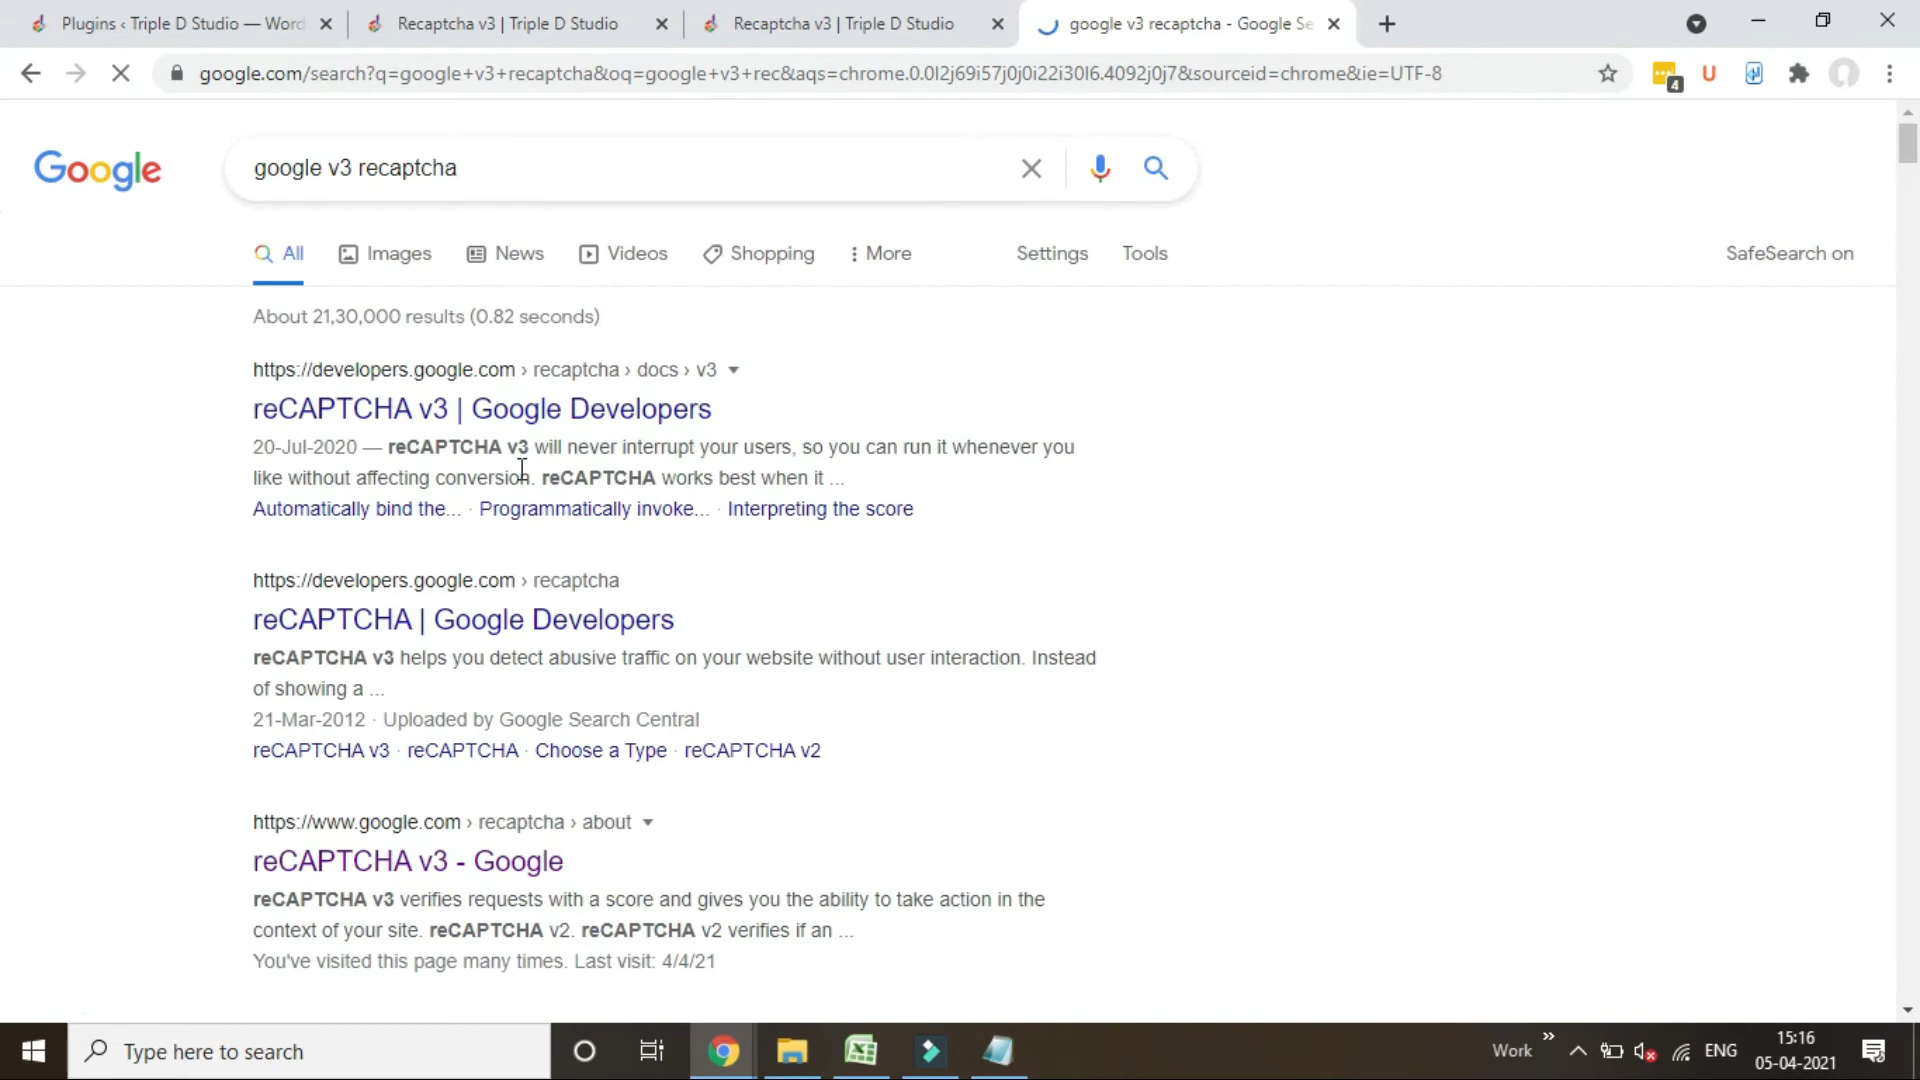 Plugins ‹ Triple D Studio — Word
Recaptcha v3 | Triple D Studio
Recaptcha v3 | Triple D Studio
google v3 recaptcha - Google Se
google.com/search?q=google+v3+recaptcha&oq=google+v3+rec&aqs=chrome.0.0l2j69i57j0j0i22i30l6.4092j0j7&sourceid=chrome&ie=UTF-8
4
U
Google
google v3 recaptcha
All
Images
News
Videos
Shopping
More
Settings
Tools
SafeSearch on
About 21,30,000 results (0.82 seconds)
https://developers.google.com › recaptcha › docs › v3
reCAPTCHA v3 | Google Developers
20-Jul-2020 — reCAPTCHA v3 will never interrupt your users, so you can run it whenever you
like without affecting conversion. reCAPTCHA works best when it ...
Automatically bind the... · Programmatically invoke... · Interpreting the score
https://developers.google.com › recaptcha
reCAPTCHA | Google Developers
reCAPTCHA v3 helps you detect abusive traffic on your website without user interaction. Instead
of showing a ...
21-Mar-2012 · Uploaded by Google Search Central
reCAPTCHA v3 · reCAPTCHA · Choose a Type · reCAPTCHA v2
https://www.google.com › recaptcha › about
reCAPTCHA v3 - Google
reCAPTCHA v3 verifies requests with a score and gives you the ability to take action in the
context of your site. reCAPTCHA v2. reCAPTCHA v2 verifies if an ...
You've visited this page many times. Last visit: 4/4/21
Type here to search
Work
ENG
15:16
05-04-2021